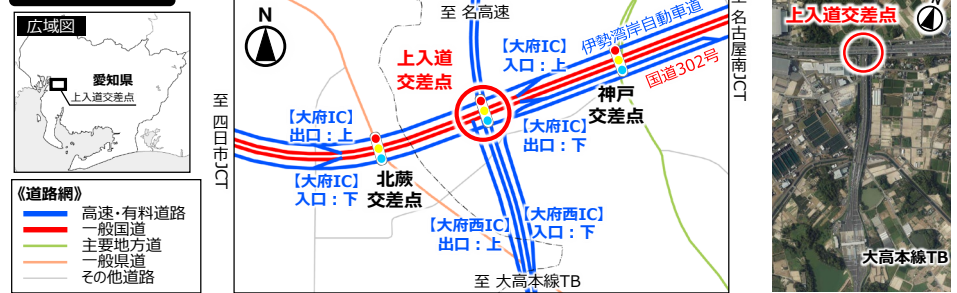 広域図
愛知県
上入道交差点
《道路網》
高速・有料道路
一般国道
主要地方道
一般県道
その他道路
至 四日市JCT
N
至 名高速
上入道
交差点
【大府IC】
入口：上
伊勢湾岸自動車道
国道302号
至 名古屋南JCT
神戸
交差点
【大府IC】
出口：上
【大府IC】
出口：下
【大府IC】
入口：下
北蕨
交差点
【大府西IC】
出口：上
【大府西IC】
入口：下
至 大高本線TB
上入道交差点
N
大高本線TB